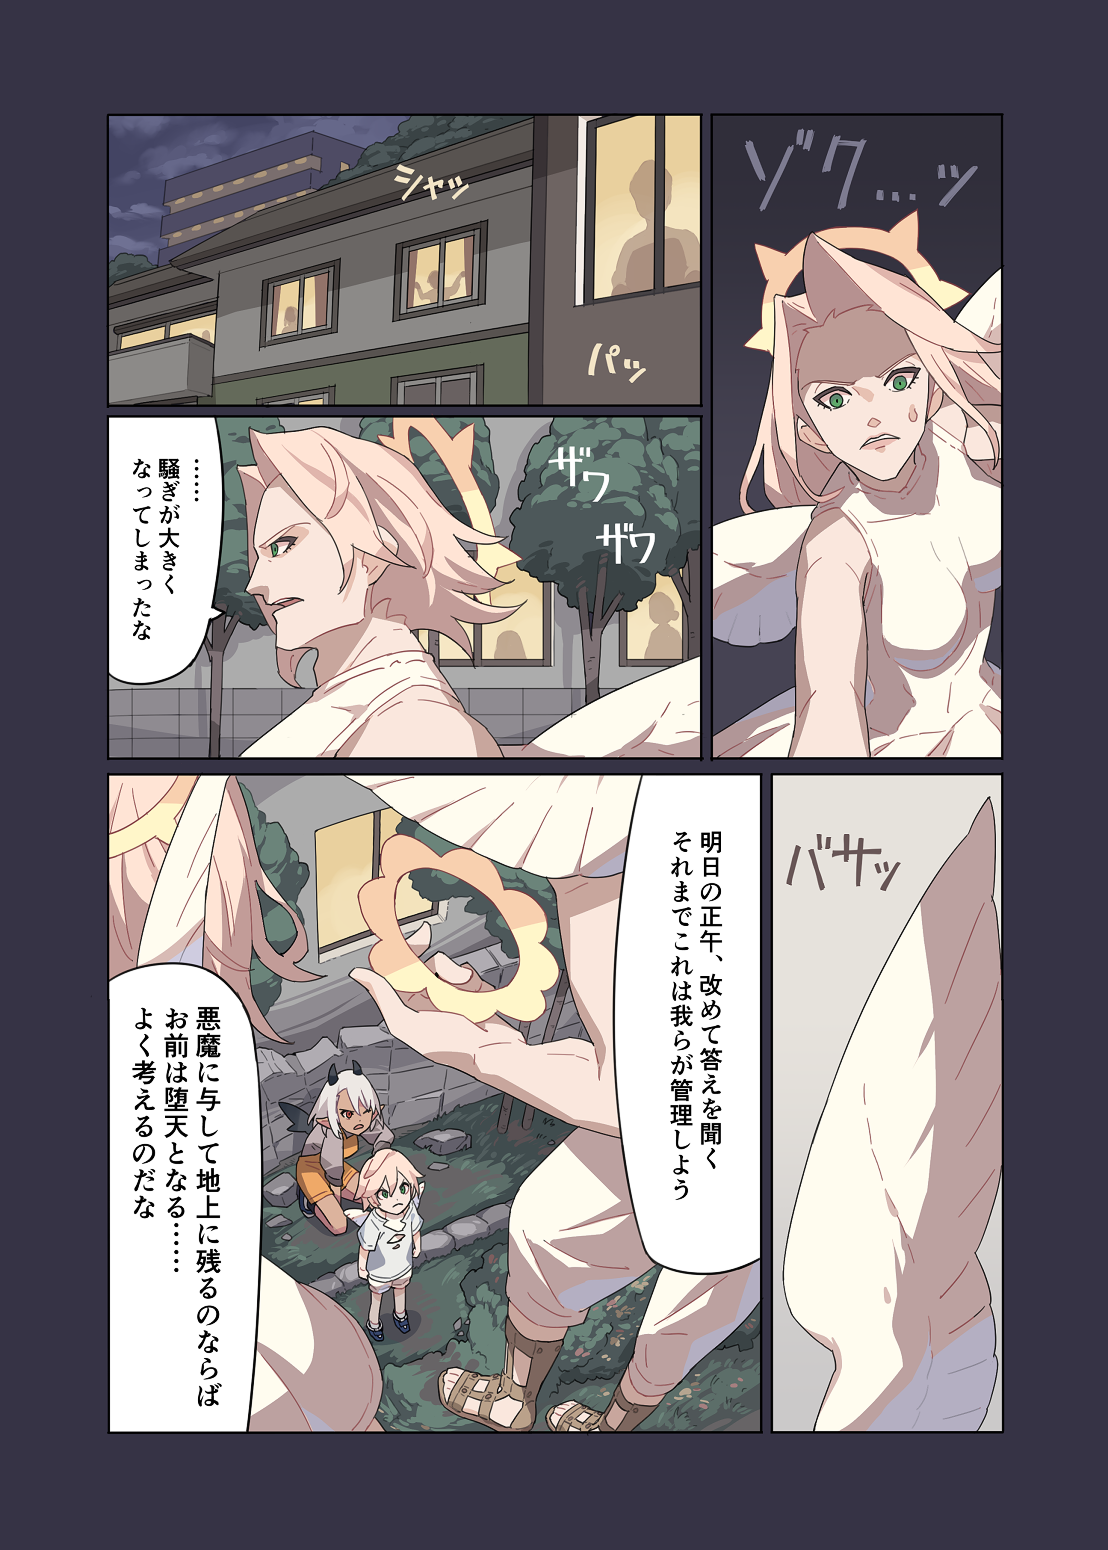 ゾク…ッ
シャッ
パッ
ザワ
ザワ
……
騒ぎが大きく
なってしまったな
バサッ
明日の正午、改めて答えを聞く
それまでこれは我らが管理しよう
悪魔に与して地上に残るのならば
お前は堕天となる……
よく考えるのだな